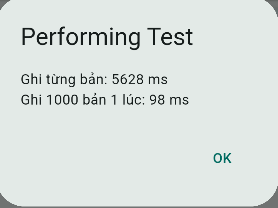 Performing Test
Ghi từng bản: 5628 ms
Ghi 1000 bản 1 lúc: 98 ms
OK